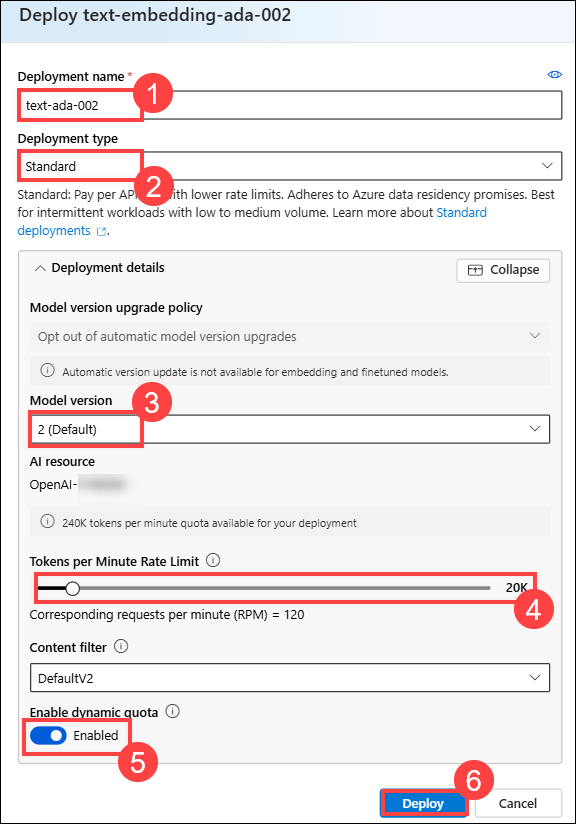 Deploy text-embedding-ada-002
Deployment name *
1
text-ada-002
Deployment type
Standard
2
Standard: Pay per AP with lower rate limits. Adheres to Azure data residency promises. Best
for intermittent workloads with low to medium volume. Learn more about Standard
deployments .
Deployment details
Collapse
Model version upgrade policy
Opt out of automatic model version upgrades
Automatic version update is not available for embedding and finetuned models.
Model version
3
2 (Default)
AI resource
OpenAI-
240K tokens per minute quota available for your deployment
Tokens per Minute Rate Limit
20K
4
Corresponding requests per minute (RPM) = 120
Content filter
DefaultV2
Enable dynamic quota
Enabled
5
6
Deploy
Cancel